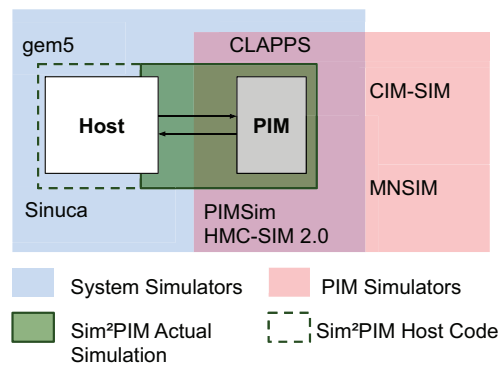 gem5
CLAPPS
CIM-SIM
Host
PIM
MNSIM
Sinuca
PIMSim
HMC-SIM 2.0
System Simulators
PIM Simulators
Sim²PIM Actual
Simulation
Sim²PIM Host Code